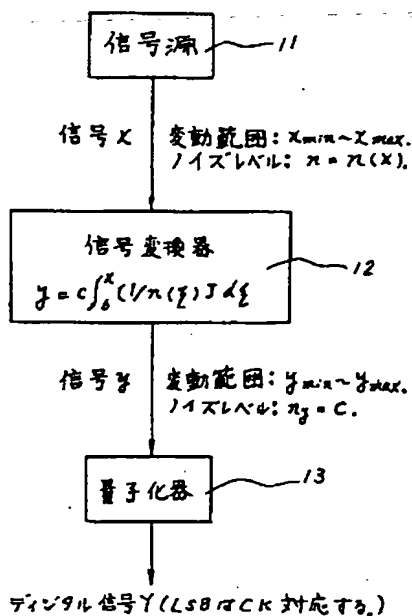 信号源
11
信号x 変動範囲: xmin~xmax.
ノイズレベル: n = n(x).
信号変換器
y = c∫₆ˣ(1/n(ξ)]dξ
12
信号y 変動範囲: ymin~ymax.
ノイズレベル: ny = C.
量子化器
13
ディジタル信号Y(LSBはCに対応する.)